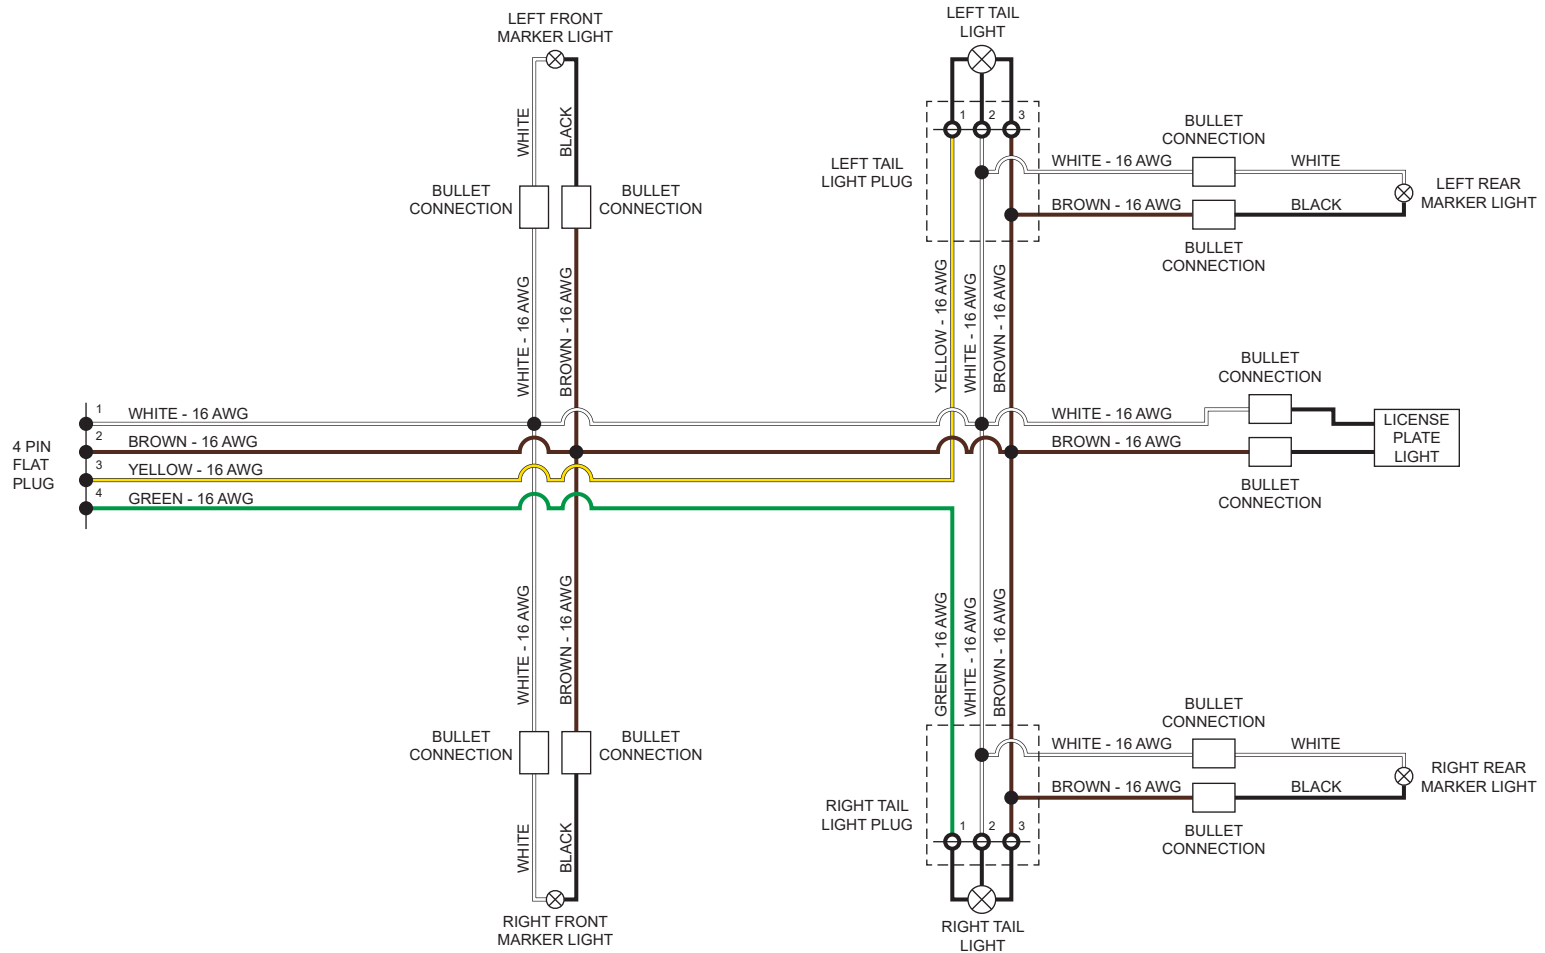 LEFT FRONT
MARKER LIGHT
LEFT TAIL
LIGHT
WHITE
BLACK
1
2
3
BULLET
CONNECTION
LEFT TAIL
LIGHT PLUG
WHITE - 16 AWG
WHITE
LEFT REAR
MARKER LIGHT
BULLET
CONNECTION
BULLET
CONNECTION
BROWN - 16 AWG
BLACK
BULLET
CONNECTION
WHITE - 16 AWG
BROWN - 16 AWG
YELLOW - 16 AWG
WHITE - 16 AWG
BROWN - 16 AWG
BULLET
CONNECTION
4 PIN
FLAT
PLUG
1
WHITE - 16 AWG
2
BROWN - 16 AWG
3
YELLOW - 16 AWG
4
GREEN - 16 AWG
WHITE - 16 AWG
BROWN - 16 AWG
LICENSE
PLATE
LIGHT
BULLET
CONNECTION
WHITE - 16 AWG
BROWN - 16 AWG
GREEN - 16 AWG
WHITE - 16 AWG
BROWN - 16 AWG
BULLET
CONNECTION
BULLET
CONNECTION
BULLET
CONNECTION
WHITE - 16 AWG
WHITE
RIGHT REAR
MARKER LIGHT
BROWN - 16 AWG
BLACK
RIGHT TAIL
LIGHT PLUG
1
2
3
BULLET
CONNECTION
WHITE
BLACK
RIGHT FRONT
MARKER LIGHT
RIGHT TAIL
LIGHT